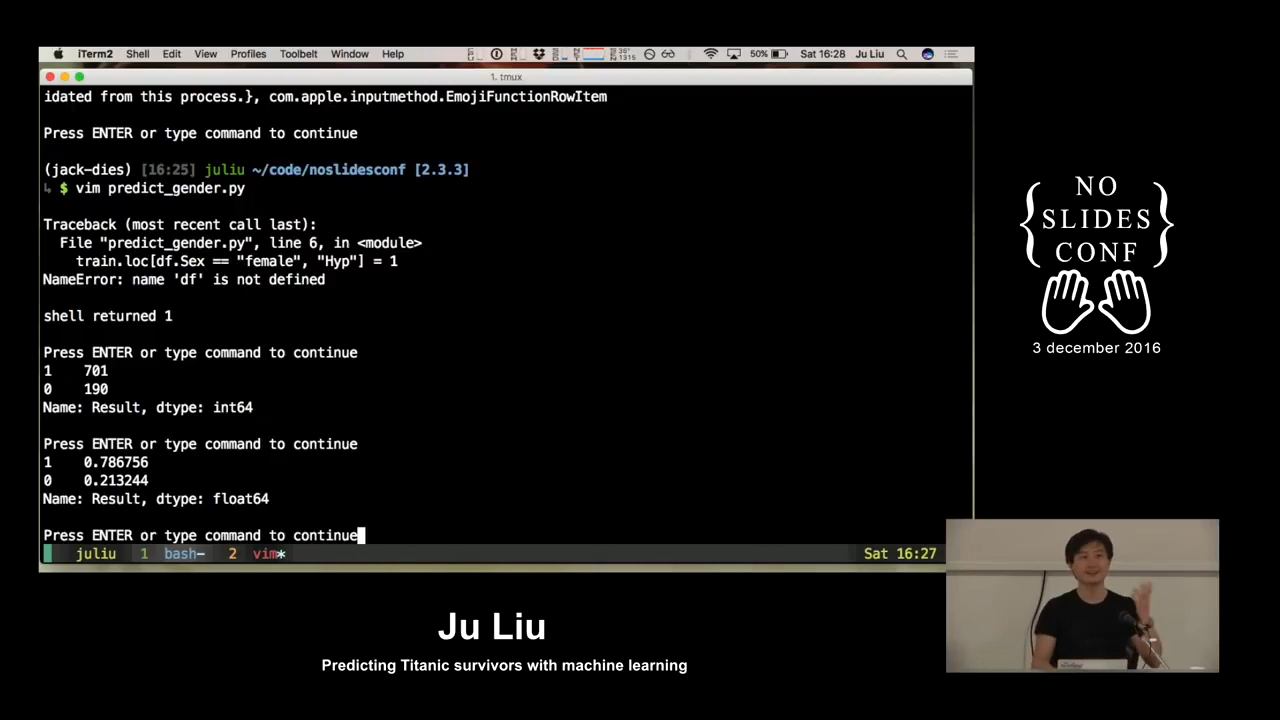 iTerm2 Shell Edit View Profiles Toolbelt Window Help 50% Sat 16:28 Ju Liu
1. tmux
idated from this process.}, com.apple.inputmethod.EmojiFunctionRowItem
Press ENTER or type command to continue
(jack-dies) [16:25] juliu ~/code/noslidesconf [2.3.3]
↳ $ vim predict_gender.py
Traceback (most recent call last):
File "predict_gender.py", line 6, in <module>
train.loc[df.Sex == "female", "Hyp"] = 1
NameError: name 'df' is not defined
shell returned 1
Press ENTER or type command to continue
1 701
0 190
Name: Result, dtype: int64
Press ENTER or type command to continue
1 0.786756
0 0.213244
Name: Result, dtype: float64
Press ENTER or type command to continue
juliu 1 bash- 2 vim* Sat 16:27
NO
SLIDES
CONF
3 december 2016
Ju Liu
Predicting Titanic survivors with machine learning